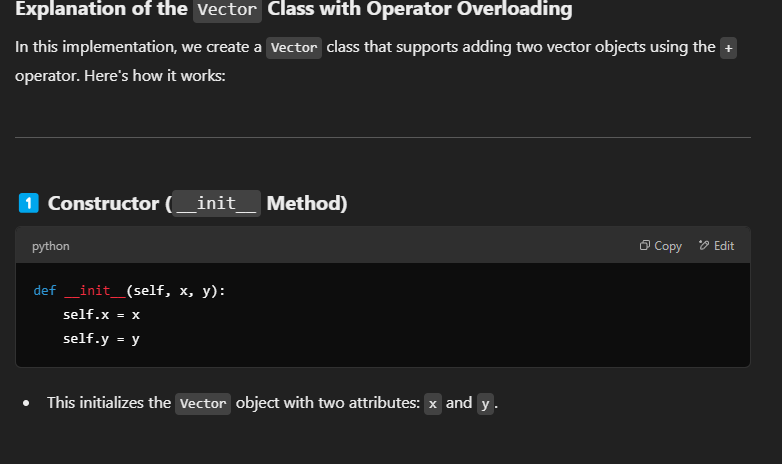 Explanation of the Vector Class with Operator Overloading
In this implementation, we create a Vector class that supports adding two vector objects using the +
operator. Here's how it works:
1 Constructor (__init__ Method)
python Copy Edit
def __init__(self, x, y):
    self.x = x
    self.y = y
• This initializes the Vector object with two attributes: x and y.